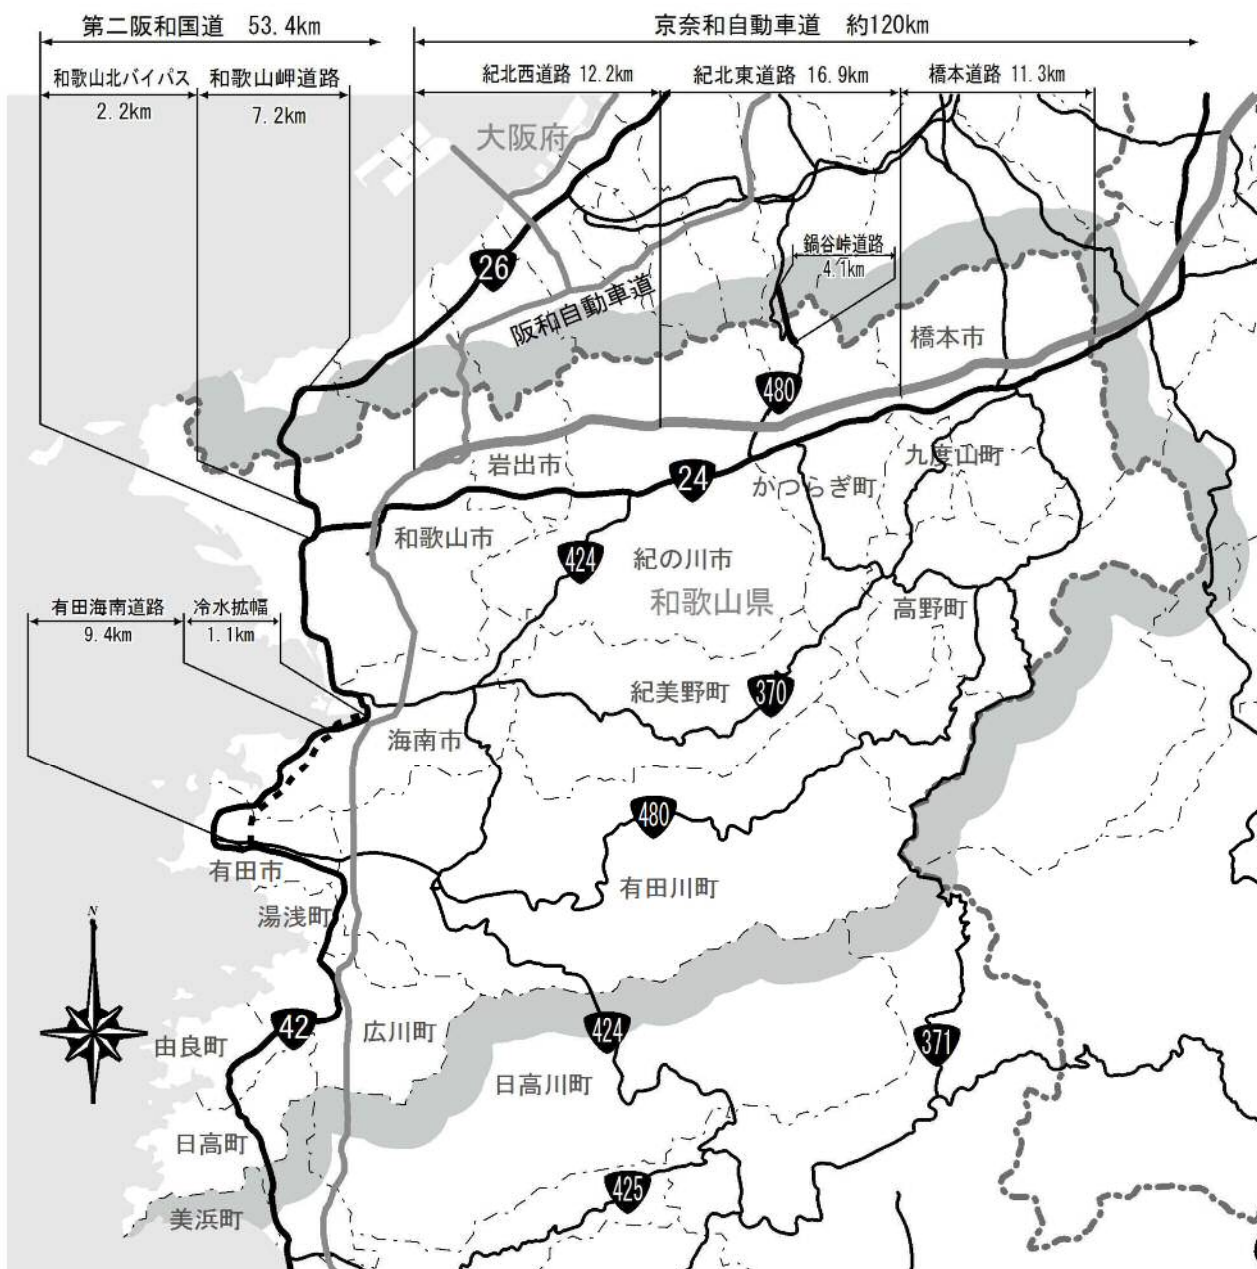 第二阪和国道 53.4km
京奈和自動車道 約120km
和歌山北バイパス
2.2km
和歌山岬道路
7.2km
紀北西道路 12.2km
紀北東道路 16.9km
橋本道路 11.3km
大阪府
26
阪和自動車道
鍋谷峠道路
4.1km
橋本市
480
岩出市
24
かつらぎ町
九度山町
和歌山市
424
紀の川市
和歌山県
高野町
有田海南道路
9.4km
冷水拡幅
1.1km
紀美野町
370
海南市
480
有田市
有田川町
湯浅町
N
42
広川町
424
371
由良町
日高川町
日高町
425
美浜町